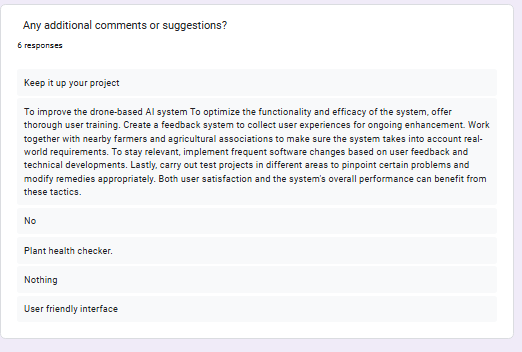 Any additional comments or suggestions?
6 responses
Keep it up your project
To improve the drone-based AI system To optimize the functionality and efficacy of the system, offer
thorough user training. Create a feedback system to collect user experiences for ongoing enhancement. Work
together with nearby farmers and agricultural associations to make sure the system takes into account real-
world requirements. To stay relevant, implement frequent software changes based on user feedback and
technical developments. Lastly, carry out test projects in different areas to pinpoint certain problems and
modify remedies appropriately. Both user satisfaction and the system's overall performance can benefit from
these tactics.
No
Plant health checker.
Nothing
User friendly interface